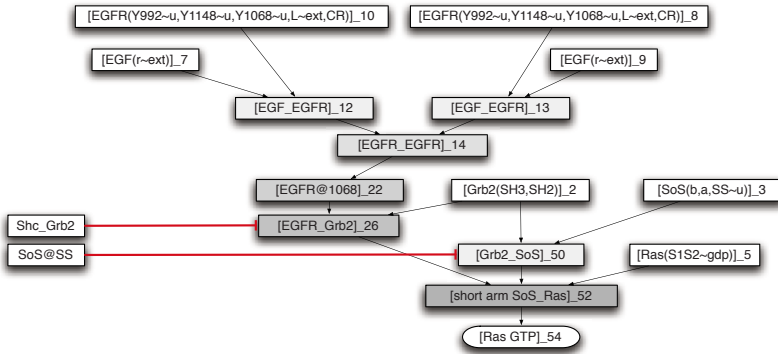 [EGFR(Y992~u,Y1148~u,Y1068~u,L~ext,CR)]_10
[EGFR(Y992~u,Y1148~u,Y1068~u,L~ext,CR)]_8
[EGF(r~ext)]_7
[EGF(r~ext)]_9
[EGF_EGFR]_12
[EGF_EGFR]_13
[EGFR_EGFR]_14
[EGFR@1068]_22
[Grb2(SH3,SH2)]_2
[SoS(b,a,SS~u)]_3
Shc_Grb2
[EGFR_Grb2]_26
SoS@SS
[Grb2_SoS]_50
[Ras(S1S2~gdp)]_5
[short arm SoS_Ras]_52
[Ras GTP]_54